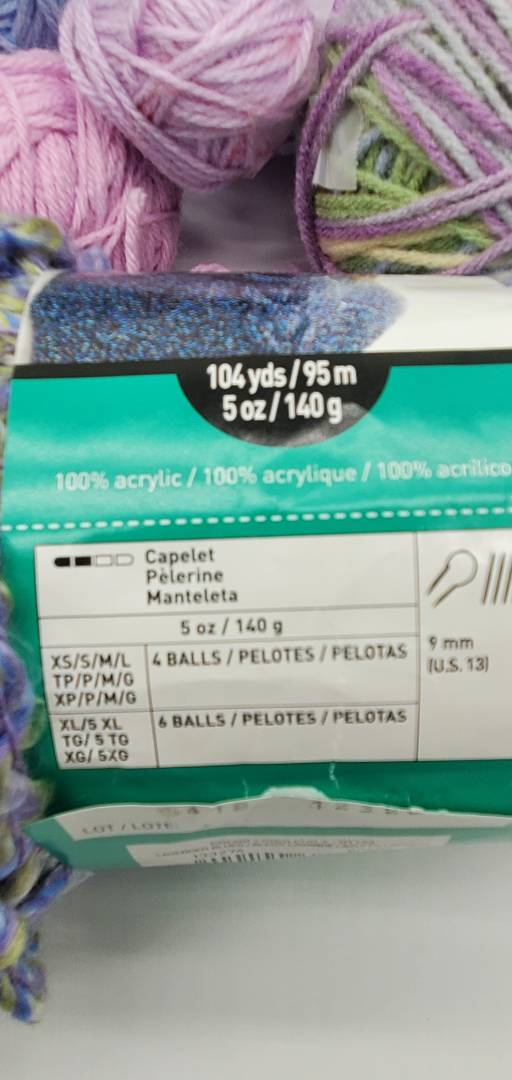 104 yds / 95 m
5 oz / 140 g
100% acrylic / 100% acrylique / 100% acrílico
Capelet
Pèlerine
Manteleta
5 oz / 140 g
XS/S/M/L
TP/P/M/G
XP/P/M/G
4 BALLS / PELOTES / PELOTAS
XL/5 XL
TG/ 5 TG
XG/ 5XG
6 BALLS / PELOTES / PELOTAS
9 mm
(U.S. 13)
LOT / LOTE: